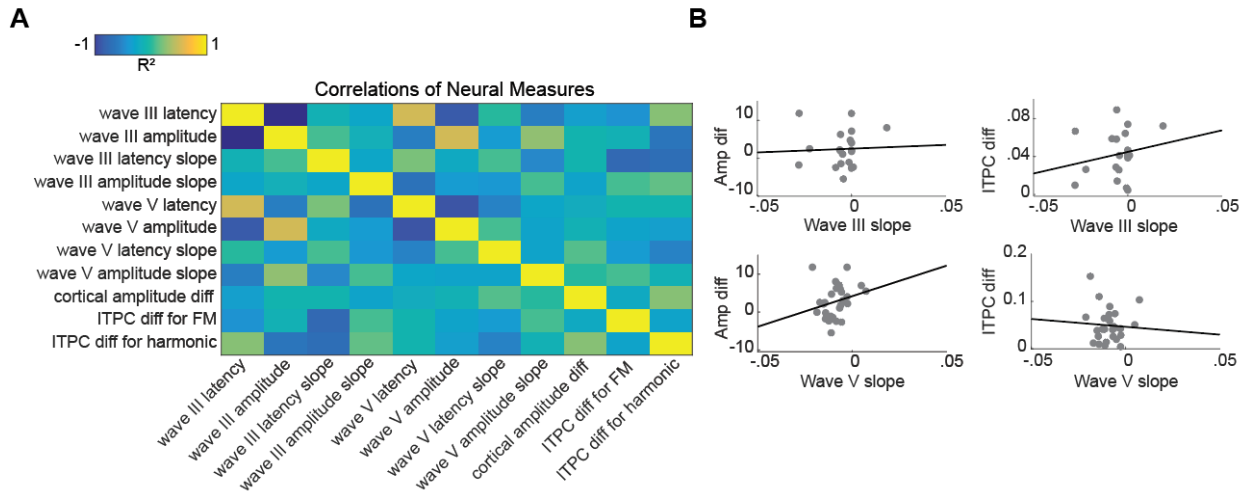 A
-1 1
R²
Correlations of Neural Measures
wave III latency
wave III amplitude
wave III latency slope
wave III amplitude slope
wave V latency
wave V amplitude
wave V latency slope
wave V amplitude slope
cortical amplitude diff
ITPC diff for FM
ITPC diff for harmonic
wave III latency
wave III amplitude
wave III latency slope
wave III amplitude slope
wave V latency
wave V amplitude
wave V latency slope
wave V amplitude slope
cortical amplitude diff
ITPC diff for FM
ITPC diff for harmonic
B
Amp diff
10
0
-10
-.05 0 .05
Wave III slope
ITPC diff
.08
.04
0
-.05 0 .05
Wave III slope
Amp diff
10
0
-10
-.05 0 .05
Wave V slope
ITPC diff
0.2
0.1
0
-.05 0 .05
Wave V slope